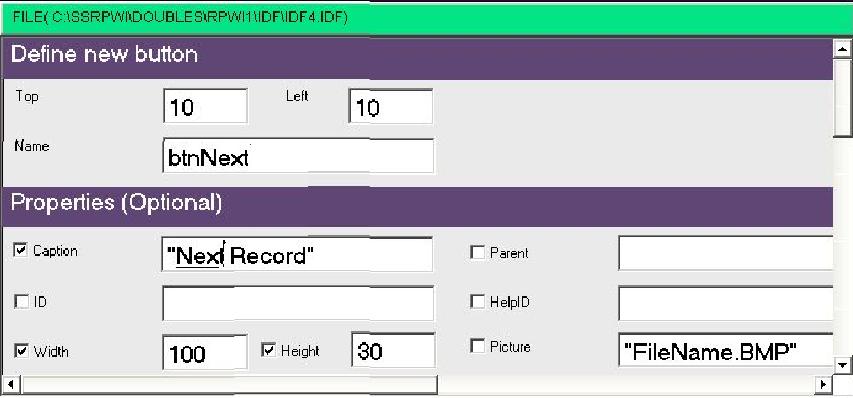 FILE( C:\SSRPWI\DOUBLES\RPWI1\IDF\IDF4.IDF)
Define new button
Top 10 Left 10
Name btnNext
Properties (Optional)
Caption "Next Record" Parent
ID HelpID
Width 100 Height 30 Picture "FileName.BMP"